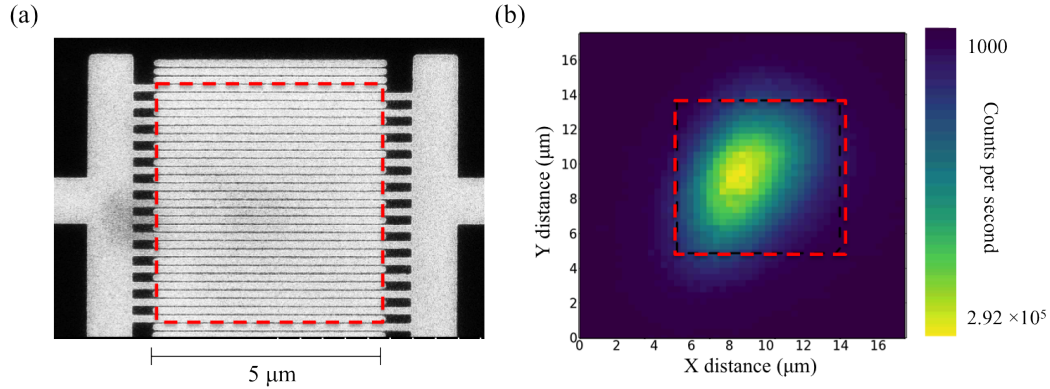 (a)
5 μm
(b)
Y distance (μm)
16
14
12
10
8
6
4
2
0
0 2 4 6 8 10 12 14 16
X distance (μm)
1000
Counts per second
2.92 ×10⁵